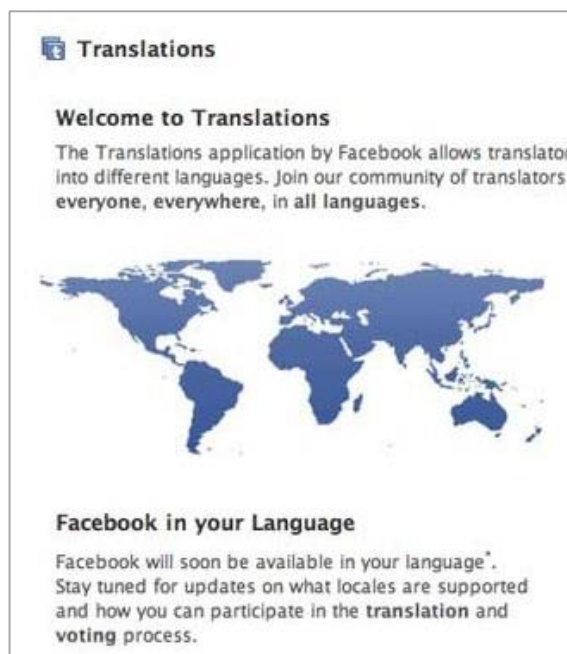 Translations
Welcome to Translations
The Translations application by Facebook allows translator
into different languages. Join our community of translators
everyone, everywhere, in all languages.
Facebook in your Language
Facebook will soon be available in your language*.
Stay tuned for updates on what locales are supported
and how you can participate in the translation and
voting process.